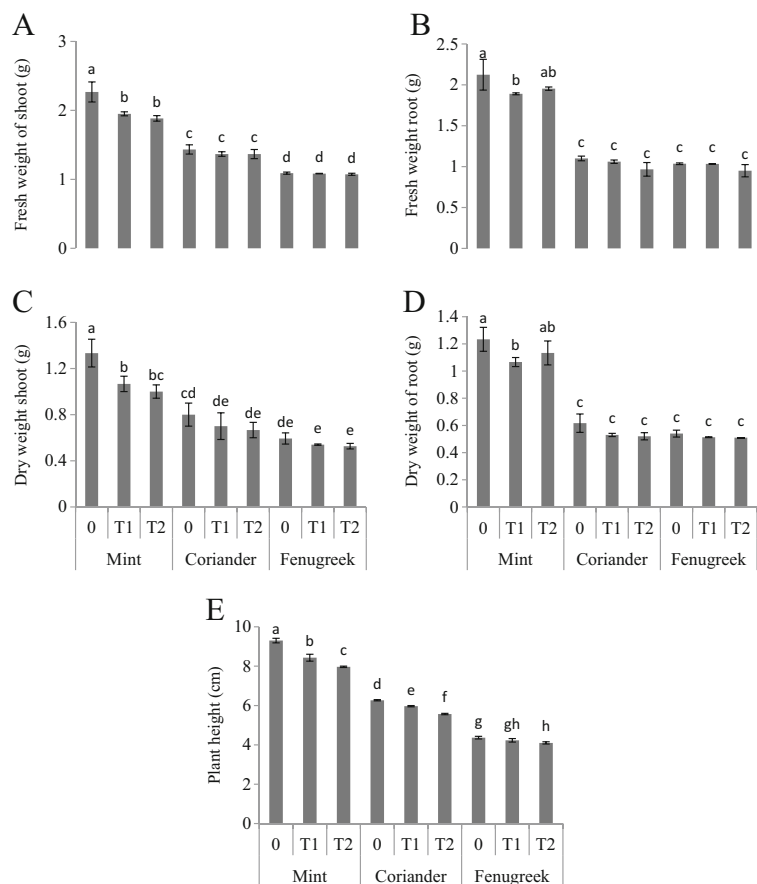 A
Fresh weight of shoot (g)
3
2
1
0
a
b
b
c
c
c
d
d
d
B
Fresh weight root (g)
2.5
2
1.5
1
0.5
0
a
b
ab
c
c
c
c
c
c
C
Dry weight shoot (g)
1.6
1.2
0.8
0.4
0
a
b
bc
cd
de
de
de
e
e
0 T1 T2 0 T1 T2 0 T1 T2
Mint Coriander Fenugreek
D
Dry weight of root (g)
1.4
1.2
1
0.8
0.6
0.4
0.2
0
a
b
ab
c
c
c
c
c
c
0 T1 T2 0 T1 T2 0 T1 T2
Mint Coriander Fenugreek
E
Plant height (cm)
10
8
6
4
2
0
a
b
c
d
e
f
g
gh
h
0 T1 T2 0 T1 T2 0 T1 T2
Mint Coriander Fenugreek